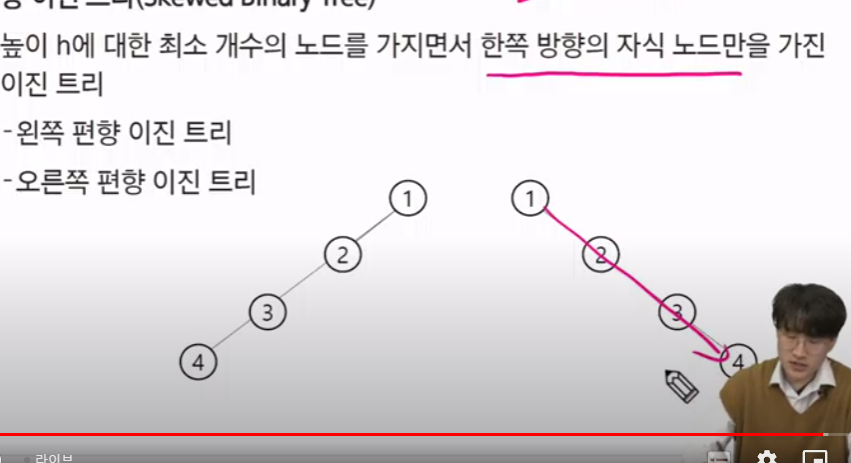 이진 트리(Skewed Binary Tree)
높이 h에 대한 최소 개수의 노드를 가지면서 한쪽 방향의 자식 노드만을 가진
이진 트리
-왼쪽 편향 이진 트리
-오른쪽 편향 이진 트리
1 1
2 2
3 3
4 4
라이브